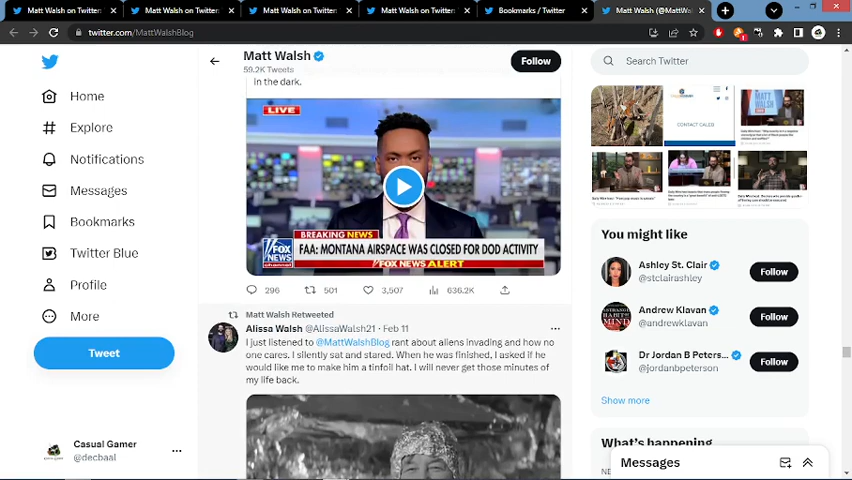 Matt Walsh on Twitter:
Matt Walsh on Twitter:
Matt Walsh on Twitter:
Matt Walsh on Twitter:
Bookmarks / Twitter
Matt Walsh (@MattWal
twitter.com/MattWalshBlog
Matt Walsh
59.2K Tweets
Follow
Search Twitter
Home
Explore
Notifications
Messages
Bookmarks
Twitter Blue
Profile
More
Tweet
Casual Gamer
@decbaal
In the dark.
LIVE
BREAKING NEWS
FOX
NEWS
FAA: MONTANA AIRSPACE WAS CLOSED FOR DOD ACTIVITY
FOX NEWS ALERT
296
501
3,507
636.2K
Matt Walsh Retweeted
Alissa Walsh @AlissaWalsh21 · Feb 11
I just listened to @MattWalshBlog rant about aliens invading and how no
one cares. I silently sat and stared. When he was finished, I asked if he
would like me to make him a tinfoil hat. I will never get those minutes of
my life back.
CONTACT CALEB
You might like
Ashley St. Clair
@stclairashley
Follow
Andrew Klavan
@andrewklavan
Follow
Dr Jordan B Peters...
@jordanbpeterson
Follow
Show more
What's happening
Messages